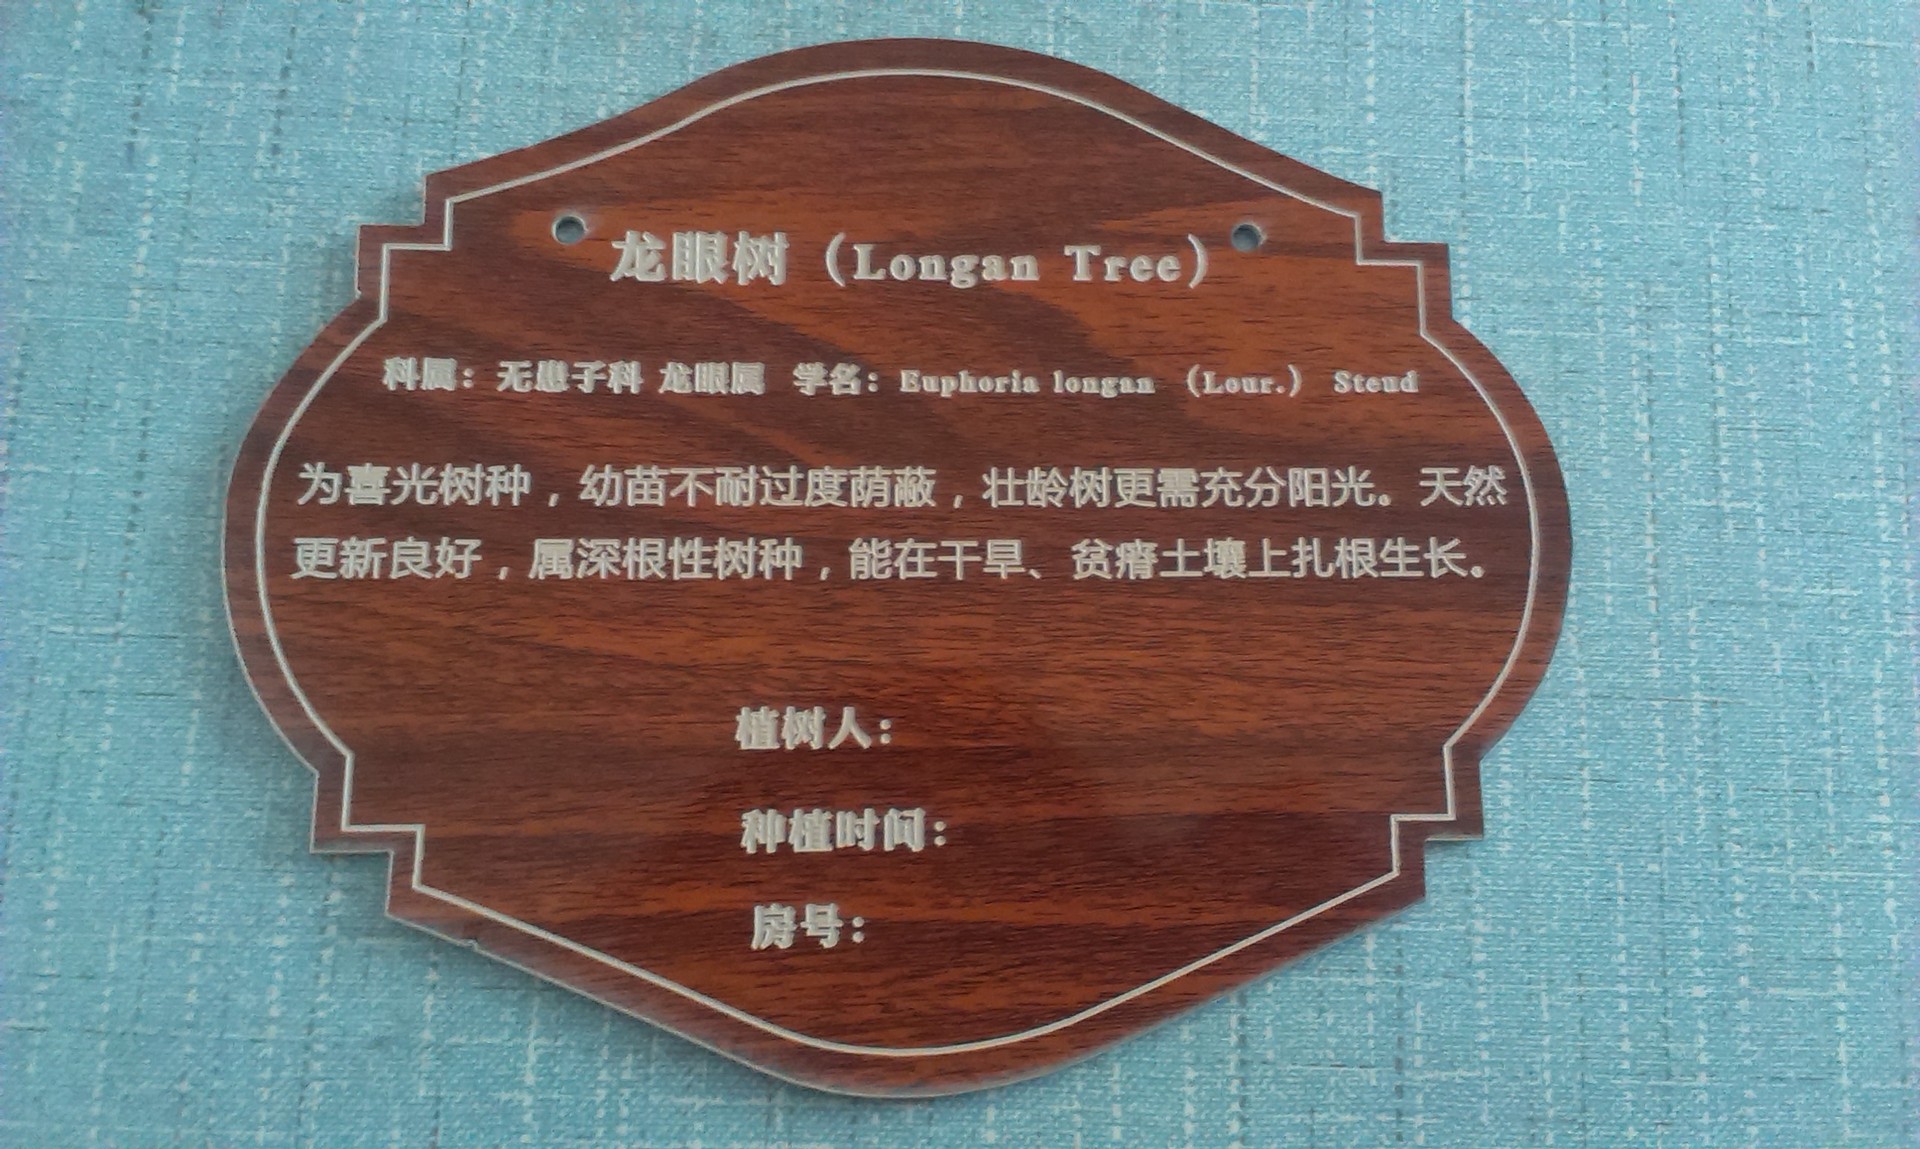 龙眼树（Longan Tree）
科属：无患子科 龙眼属 学名：Euphoria longan （Lour.） Steud
为喜光树种，幼苗不耐过度荫蔽，壮龄树更需充分阳光。天然
更新良好，属深根性树种，能在干旱、贫瘠土壤上扎根生长。
植树人：
种植时间：
房号：